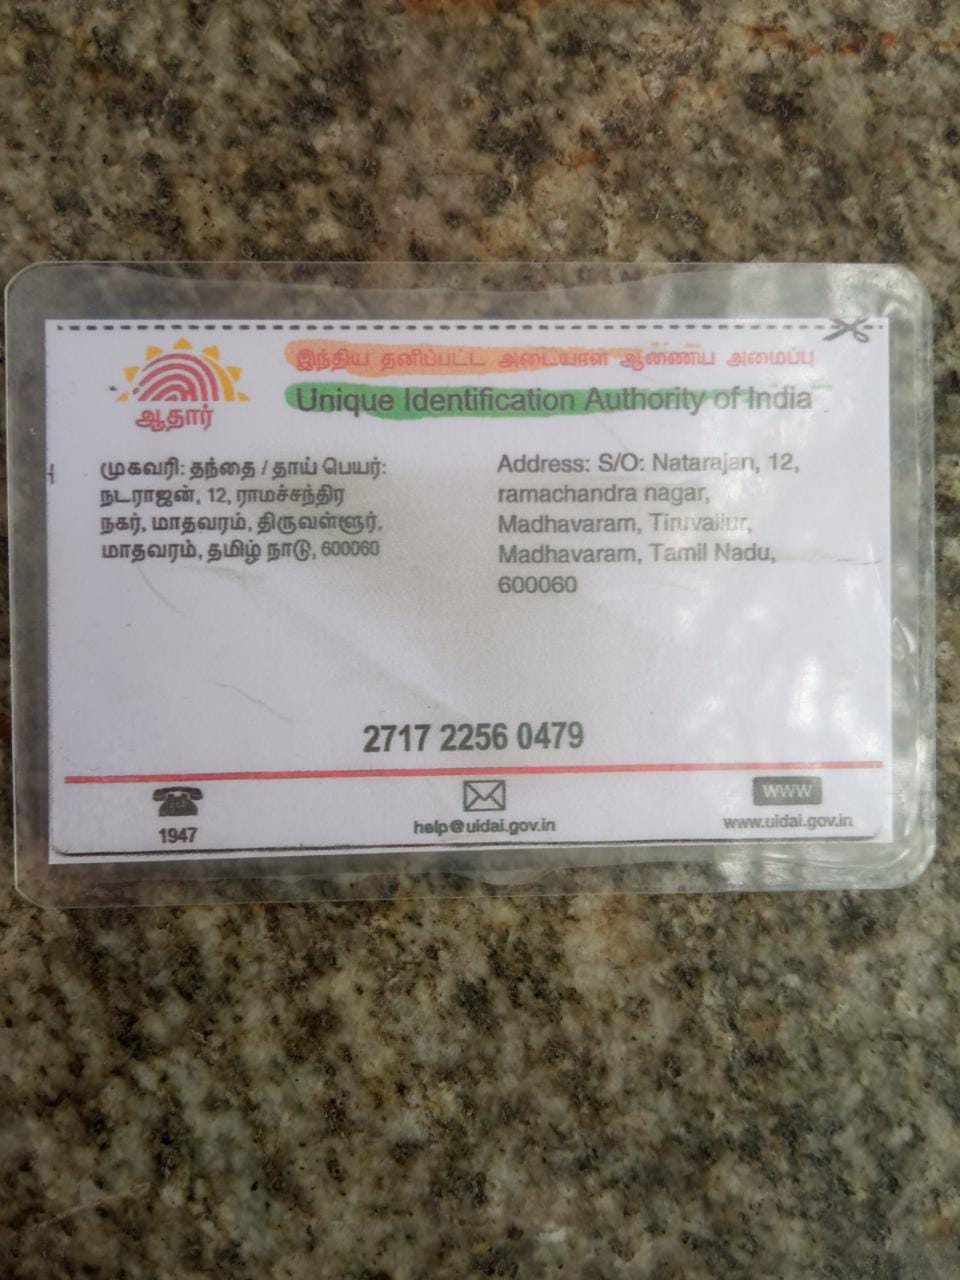 இந்திய தனிப்பட்ட அடையாள ஆணைய அமைப்பு
Unique Identification Authority of India
ஆதார்
முகவரி: தந்தை / தாய் பெயர்:
நடராஜன், 12, ராமச்சந்திர
நகர், மாதவரம், திருவள்ளூர்,
மாதவரம், தமிழ் நாடு, 600060
Address: S/O: Natarajan, 12,
ramachandra nagar,
Madhavaram, Tiruvallur,
Madhavaram, Tamil Nadu,
600060
2717 2256 0479
1947
help@uidai.gov.in
www
www.uidai.gov.in